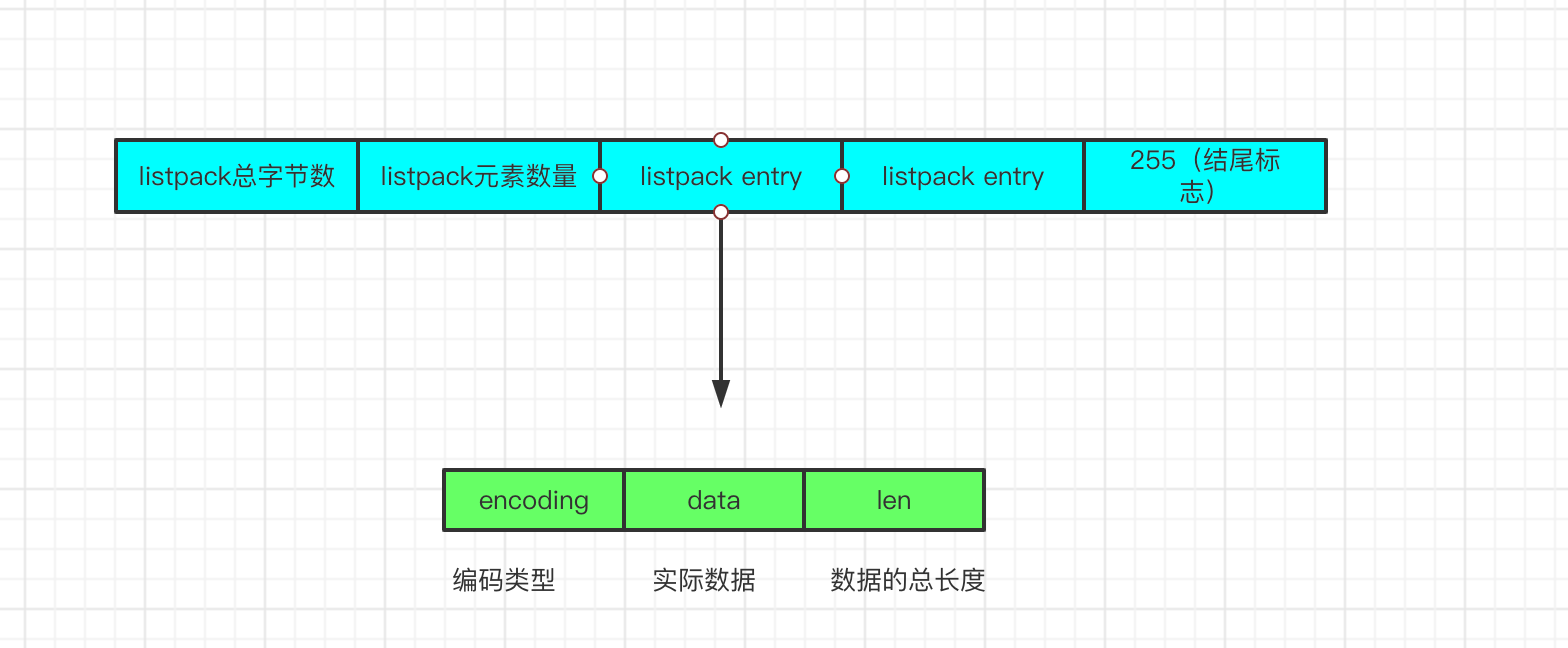 listpack总字节数
listpack元素数量
listpack entry
listpack entry
255（结尾标
志）
encoding
data
len
编码类型
实际数据
数据的总长度